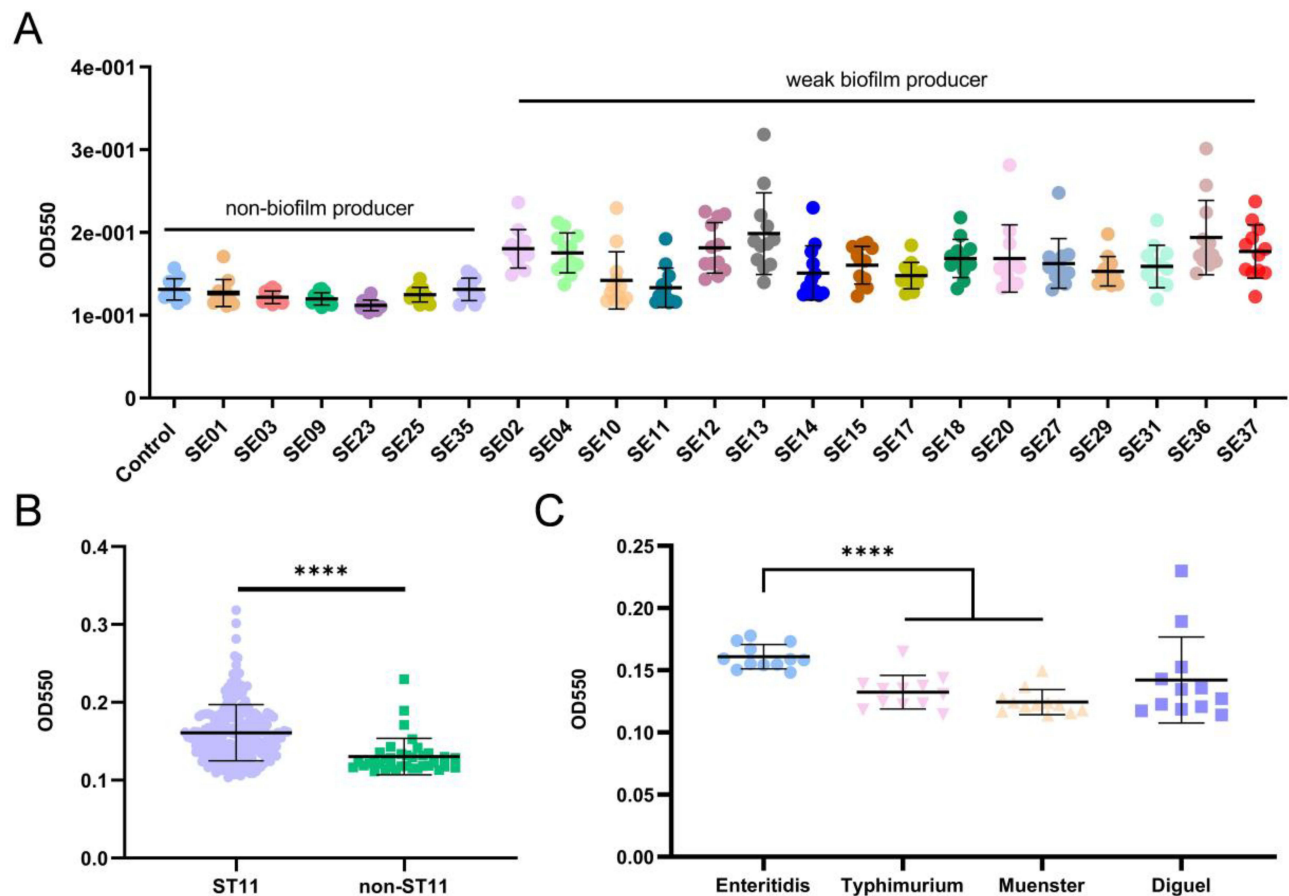 A
4e-001
3e-001
2e-001
1e-001
0
OD550
non-biofilm producer
weak biofilm producer
Control
SE01
SE03
SE09
SE23
SE25
SE35
SE02
SE04
SE10
SE11
SE12
SE13
SE14
SE15
SE17
SE18
SE20
SE27
SE29
SE31
SE36
SE37
B
0.4
0.3
0.2
0.1
0.0
OD550
****
ST11 non-ST11
C
0.25
0.20
0.15
0.10
0.05
0.00
OD550
****
Enteritidis Typhimurium Muenster Diguel